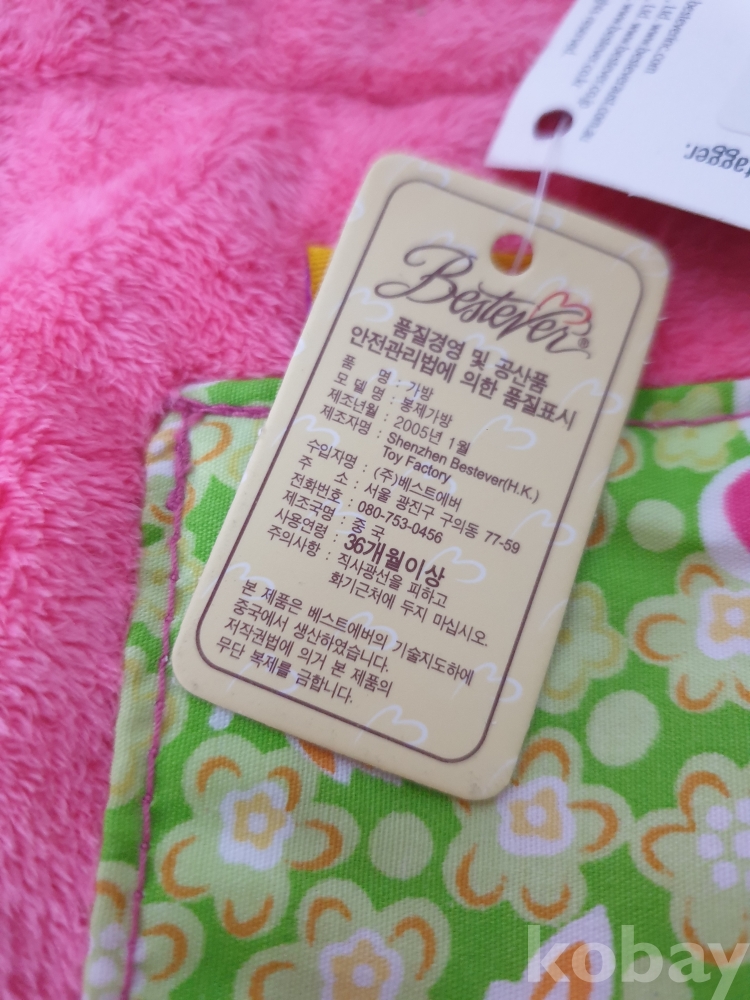 Bestever®
품질경영 및 공산품
안전관리법에 의한 품질표시
품 명 : 가방
모 델 명 : 봉제가방
제조년월 : 2005년 1월
제조자명 : Shenzhen Bestever(H.K.)
Toy Factory
수입자명 : (주)베스트에버
주 소 : 서울 광진구 구의동 77-59
전화번호 : 080-753-0456
제조국명 : 중 국
사용연령 : 36개월이상
주의사항 : 직사광선을 피하고
화기근처에 두지 마십시오.
본 제품은 베스트에버의 기술지도하에
중국에서 생산하였습니다.
저작권법에 의거 본 제품의
무단 복제를 금합니다.
kobay